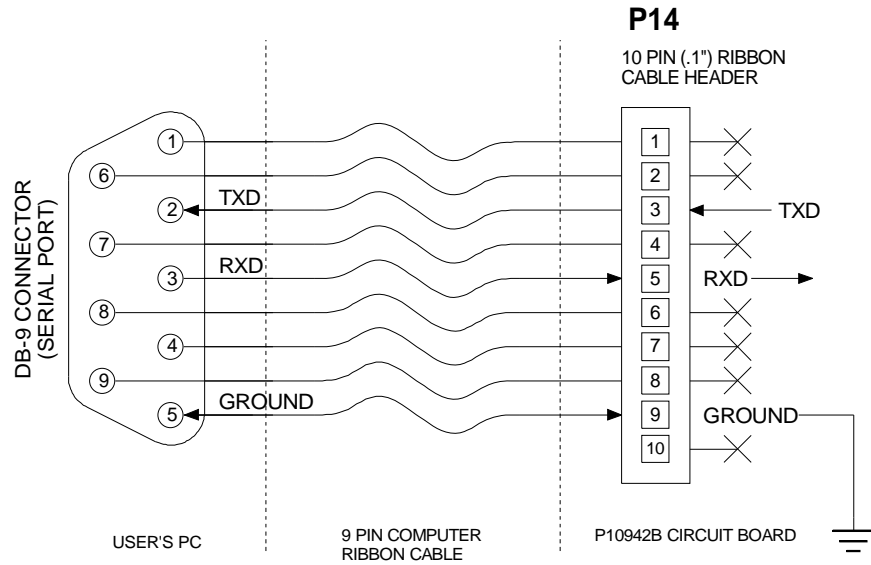 P14
10 PIN (.1") RIBBON
CABLE HEADER
DB-9 CONNECTOR
(SERIAL PORT)
1
6
2
7
3
8
4
9
5
TXD
RXD
GROUND
1
2
3
4
5
6
7
8
9
10
TXD
RXD
GROUND
USER'S PC
9 PIN COMPUTER
RIBBON CABLE
P10942B CIRCUIT BOARD